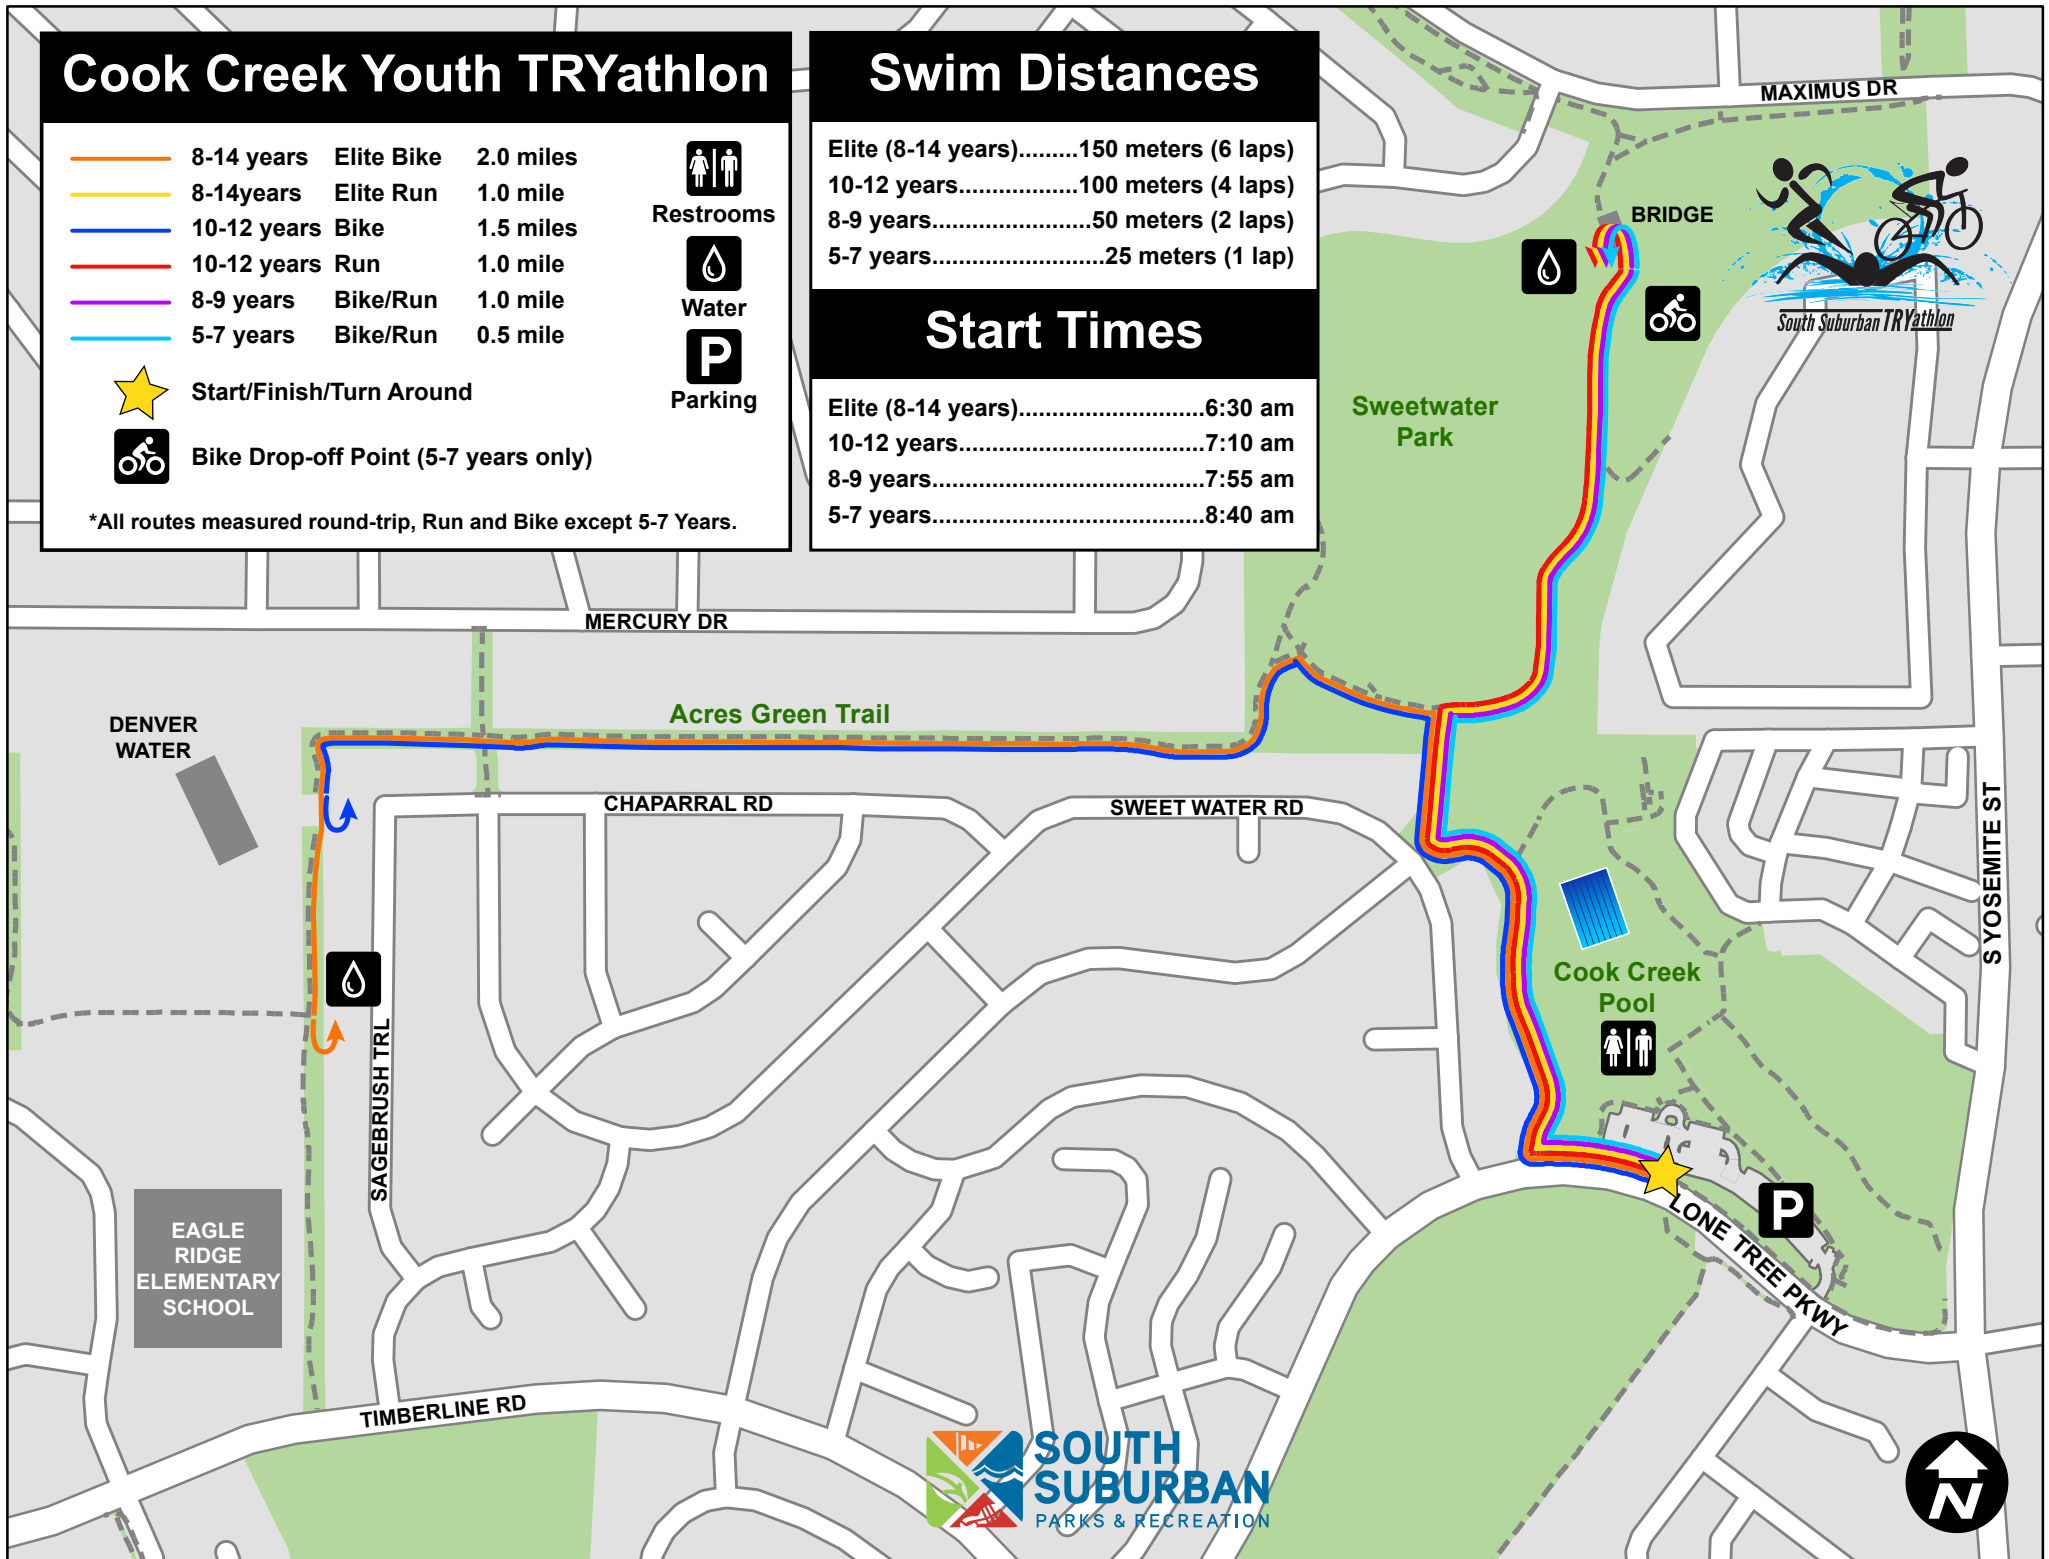 Cook Creek Youth TRYathlon
8-14 years Elite Bike 2.0 miles
8-14years Elite Run 1.0 mile
10-12 years Bike 1.5 miles
10-12 years Run 1.0 mile
8-9 years Bike/Run 1.0 mile
5-7 years Bike/Run 0.5 mile
Start/Finish/Turn Around
Bike Drop-off Point (5-7 years only)
*All routes measured round-trip, Run and Bike except 5-7 Years.
Restrooms
Water
P
Parking
Swim Distances
Elite (8-14 years).........150 meters (6 laps)
10-12 years..................100 meters (4 laps)
8-9 years........................50 meters (2 laps)
5-7 years..........................25 meters (1 lap)
Start Times
Elite (8-14 years)............................6:30 am
10-12 years.....................................7:10 am
8-9 years.........................................7:55 am
5-7 years.........................................8:40 am
MAXIMUS DR
BRIDGE
South Suburban TRYathlon
Sweetwater
Park
MERCURY DR
Acres Green Trail
DENVER
WATER
CHAPARRAL RD
SWEET WATER RD
S YOSEMITE ST
Cook Creek
Pool
SAGEBRUSH TRL
EAGLE
RIDGE
ELEMENTARY
SCHOOL
P
LONE TREE PKWY
TIMBERLINE RD
SOUTH
SUBURBAN
PARKS & RECREATION
N